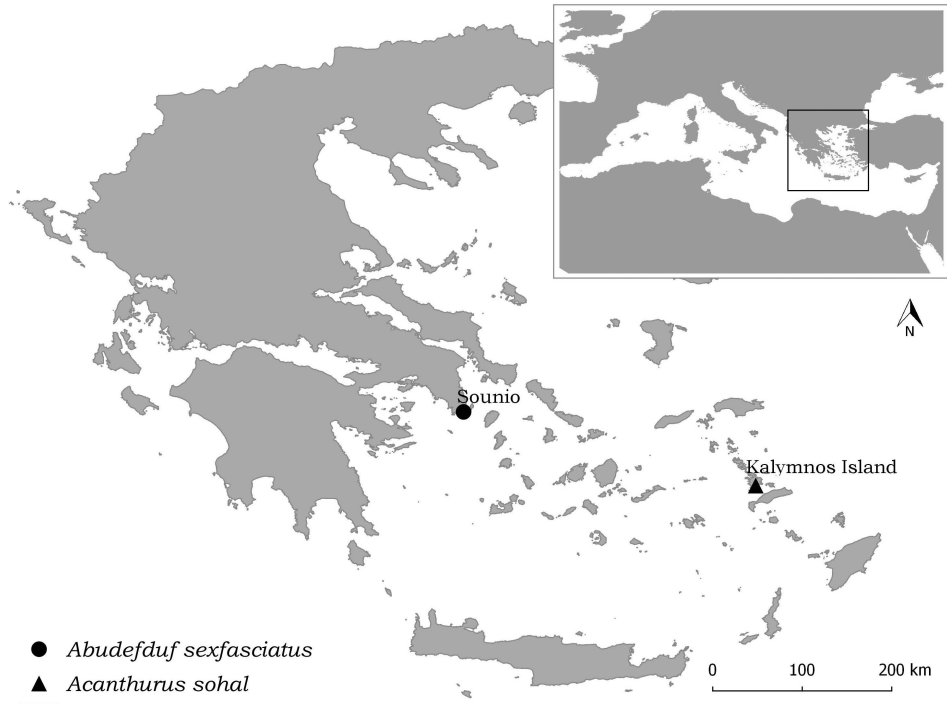 N
Sounio
Kalymnos Island
Abudefduf sexfasciatus
Acanthurus sohal
0 100 200 km